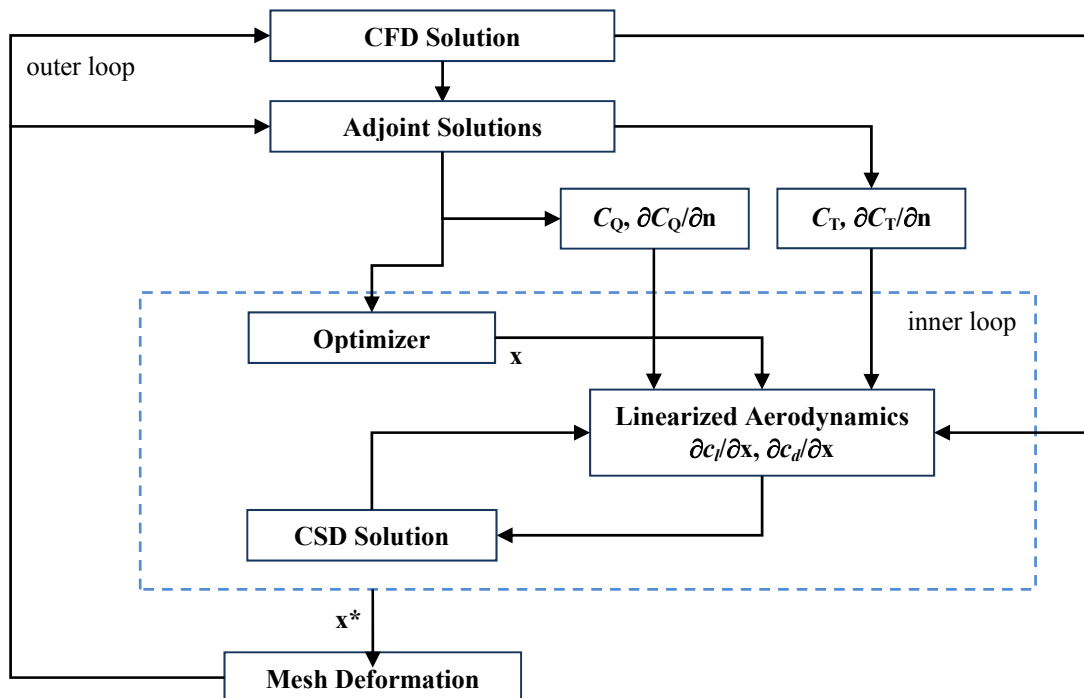 CFD Solution
outer loop
Adjoint Solutions
C_Q, ∂C_Q/∂n
C_T, ∂C_T/∂n
inner loop
Optimizer
x
Linearized Aerodynamics
∂c_l/∂x, ∂c_d/∂x
CSD Solution
x*
Mesh Deformation